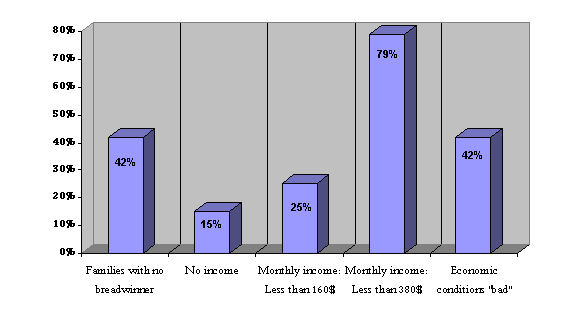 80%
70%
60%
50%
40%
30%
20%
10%
0%
42%
15%
25%
79%
42%
Families with no
breadwinner
No income
Monthly income:
Less than 160$
Monthly income:
Less than 380$
Economic
conditions "bad"